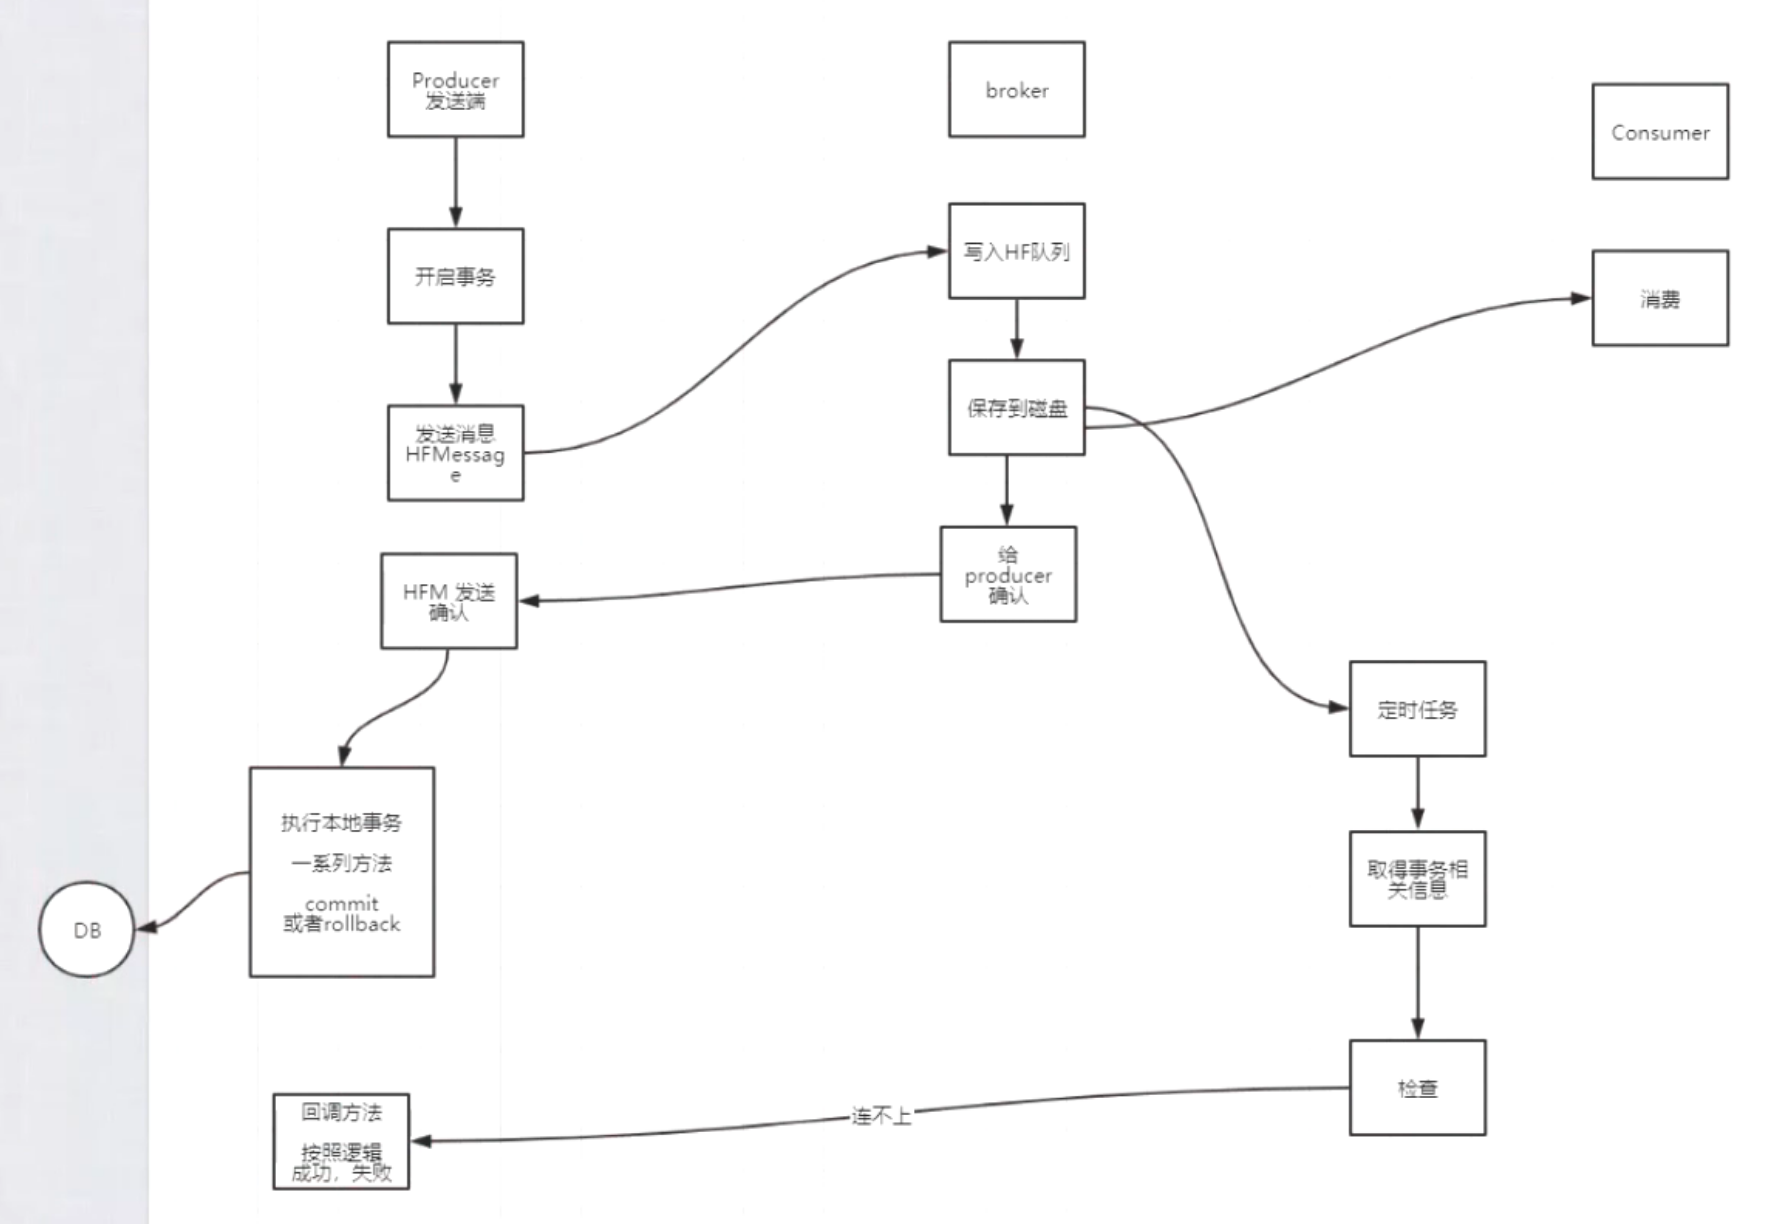 Producer
发送端
broker
Consumer
开启事务
写入HF队列
消费
发送消息
HFMessag
e
保存到磁盘
给
producer
确认
HFM 发送
确认
定时任务
执行本地事务
一系列方法
commit
或者rollback
取得事务相
关信息
DB
检查
连不上
回调方法
按照逻辑
成功，失败